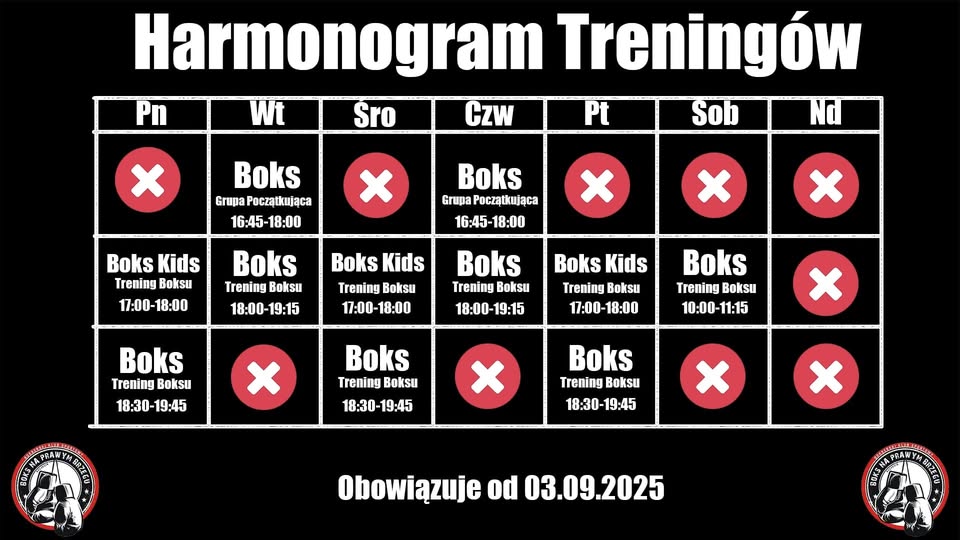 Harmonogram Treningów
Pn Wt Śro Czw Pt Sob Nd
Boks
Grupa Początkująca
16:45-18:00
Boks
Grupa Początkująca
16:45-18:00
Boks Kids
Trening Boksu
17:00-18:00
Boks
Trening Boksu
18:00-19:15
Boks Kids
Trening Boksu
17:00-18:00
Boks
Trening Boksu
18:00-19:15
Boks Kids
Trening Boksu
17:00-18:00
Boks
Trening Boksu
10:00-11:15
Boks
Trening Boksu
18:30-19:45
Boks
Trening Boksu
18:30-19:45
Boks
Trening Boksu
18:30-19:45
Obowiązuje od 03.09.2025
BOKS NA PRAWYM BRZEGU
BOKS NA PRAWYM BRZEGU